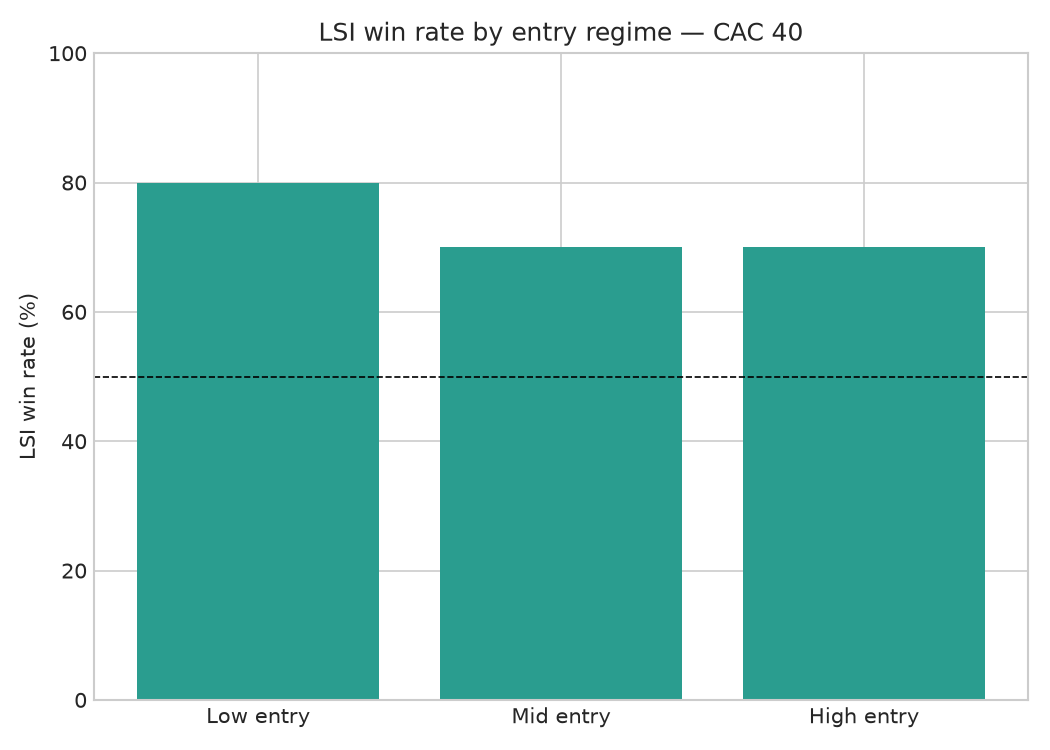 LSI win rate by entry regime — CAC 40
LSI win rate (%)
100
80
60
40
20
0
Low entry
Mid entry
High entry